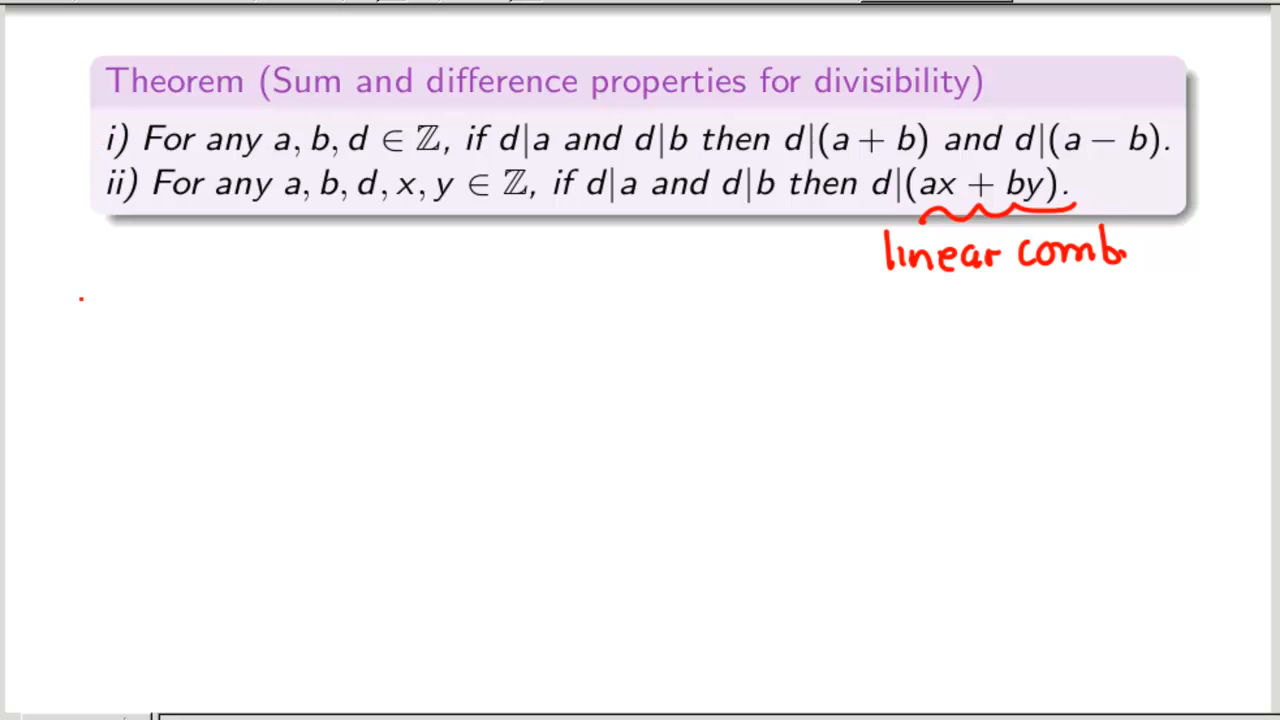 Theorem (Sum and difference properties for divisibility)
i) For any a, b, d ∈ ℤ, if d|a and d|b then d|(a + b) and d|(a − b).
ii) For any a, b, d, x, y ∈ ℤ, if d|a and d|b then d|(ax + by).
linear comb.